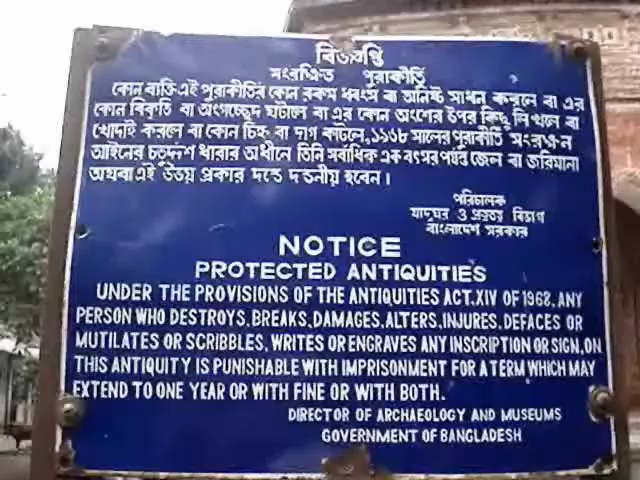 বিজ্ঞপ্তি
সংরক্ষিত পুরাকীর্তি
কোন ব্যক্তি এই পুরাকীর্তির কোন রকম ধ্বংস বা অনিষ্ট সাধন করলে বা এর
কোন বিকৃতি বা অংগচ্ছেদ ঘটালে বা এর কোন অংশের উপর কিছু লিখলে বা
খোদাই করলে বা কোন চিহ্ন বা দাগ কাটলে, ১৯৬৮ সালের পুরাকীর্তি সংরক্ষন
আইনের চতুর্দ্দশ ধারার অধীনে তিনি সর্বাধিক এক বৎসর পর্যন্ত জেল বা জরিমানা
অথবা এই উভয় প্রকার দন্ডে দন্ডনীয় হবেন।
পরিচালক
যাদুঘর ও প্রত্নতত্ত্ব বিভাগ
বাংলাদেশ সরকার
NOTICE
PROTECTED ANTIQUITIES
UNDER THE PROVISIONS OF THE ANTIQUITIES ACT.XIV OF 1968, ANY
PERSON WHO DESTROYS, BREAKS, DAMAGES, ALTERS, INJURES, DEFACES OR
MUTILATES OR SCRIBBLES, WRITES OR ENGRAVES ANY INSCRIPTION OR SIGN, ON
THIS ANTIQUITY IS PUNISHABLE WITH IMPRISONMENT FOR A TERM WHICH MAY
EXTEND TO ONE YEAR OR WITH FINE OR WITH BOTH.
DIRECTOR OF ARCHAEOLOGY AND MUSEUMS
GOVERNMENT OF BANGLADESH